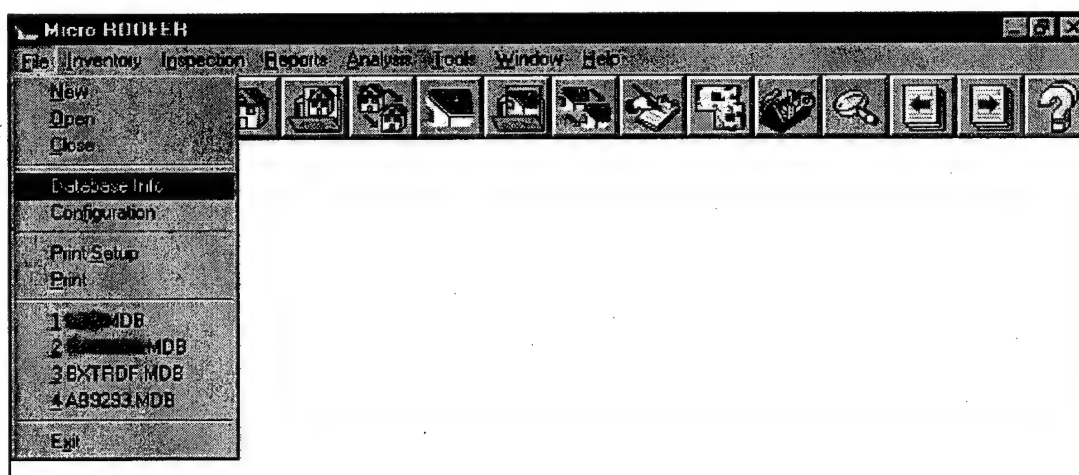 Micro ROOFER
File Inventory Inspection Reports Analysis Tools Window Help
New
Open
Close
Database Info
Configuration
Print Setup
Print
1 .MDB
2 .MDB
3 BXTRDF.MDB
4 AB9293.MDB
Exit